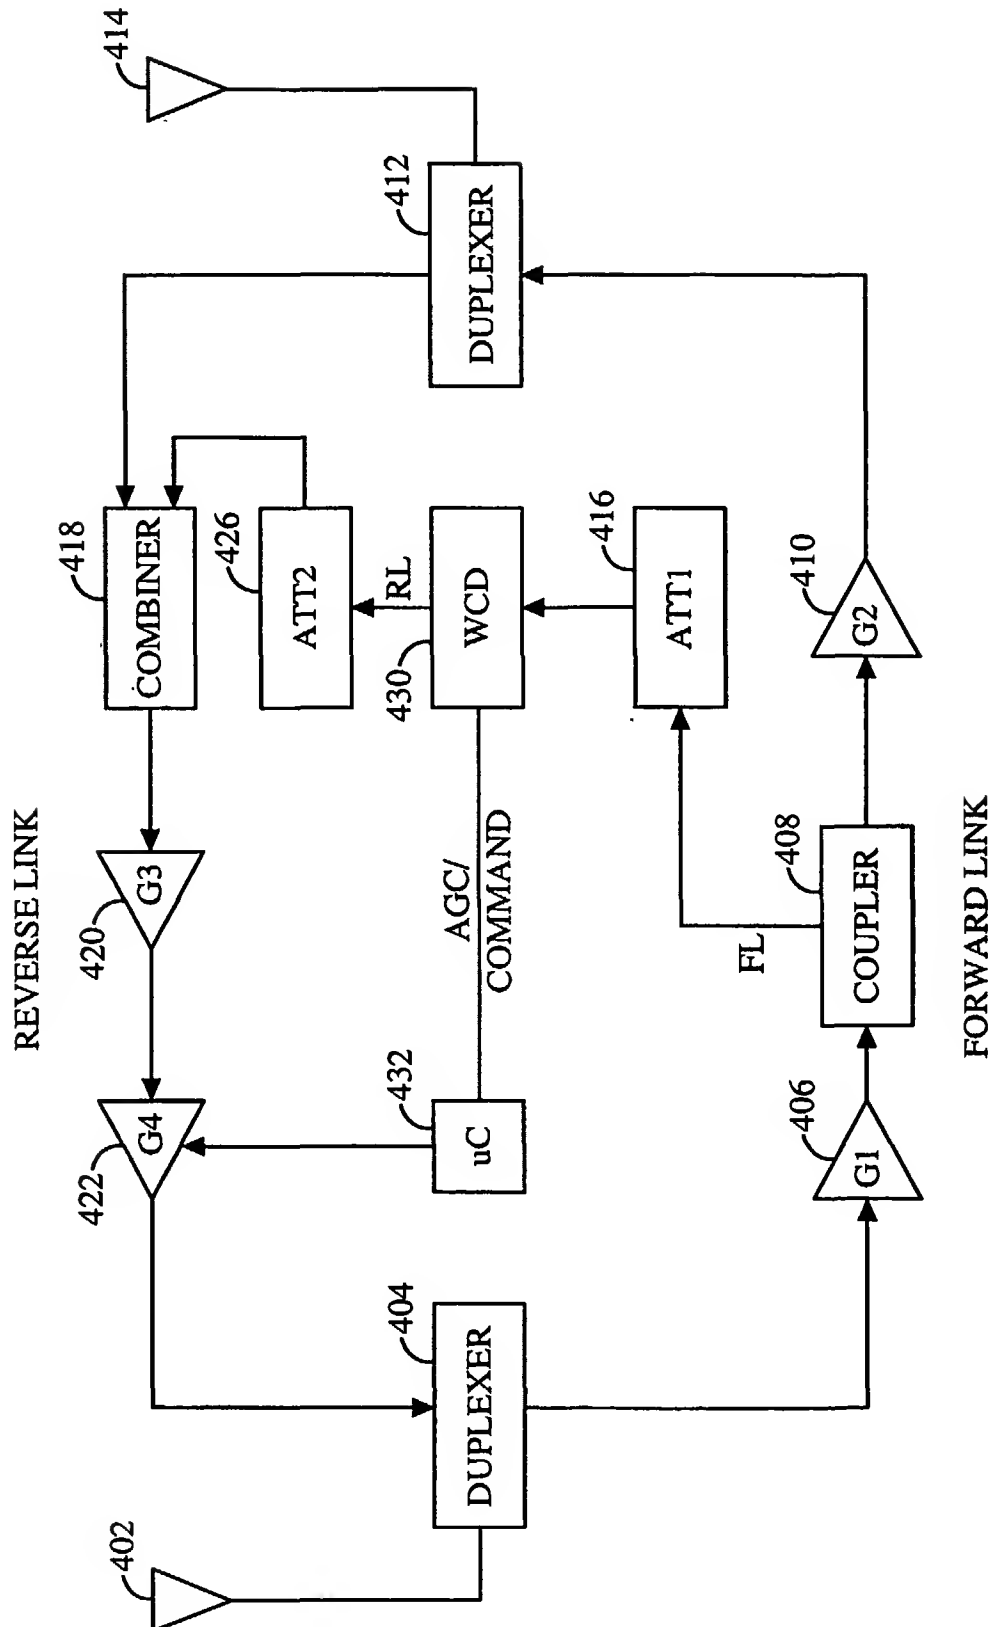 REVERSE LINK
402
DUPLEXER
404
422
G4
420
G3
418
COMBINER
426
ATT2
RL
430
WCD
AGC/
COMMAND
432
uC
416
ATT1
FL
412
DUPLEXER
414
406
G1
408
COUPLER
410
G2
FORWARD LINK